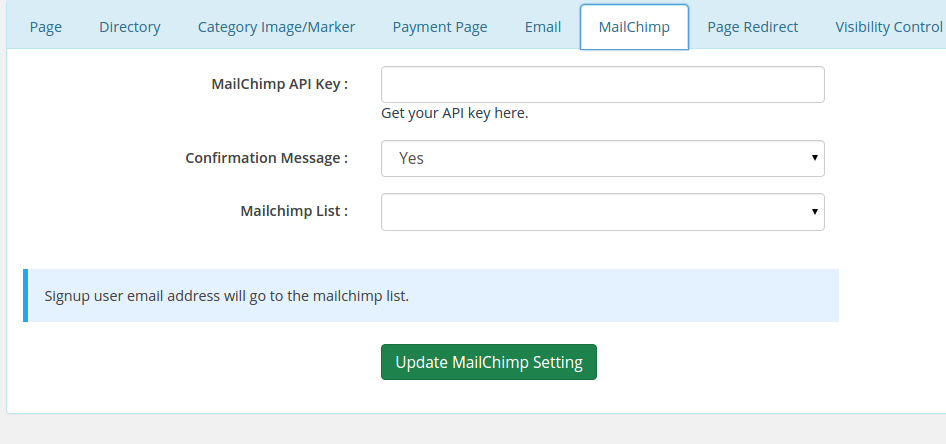 Page Directory Category Image/Marker Payment Page Email MailChimp Page Redirect Visibility Control
MailChimp API Key :
Get your API key here.
Confirmation Message : Yes
Mailchimp List :
Signup user email address will go to the mailchimp list.
Update MailChimp Setting